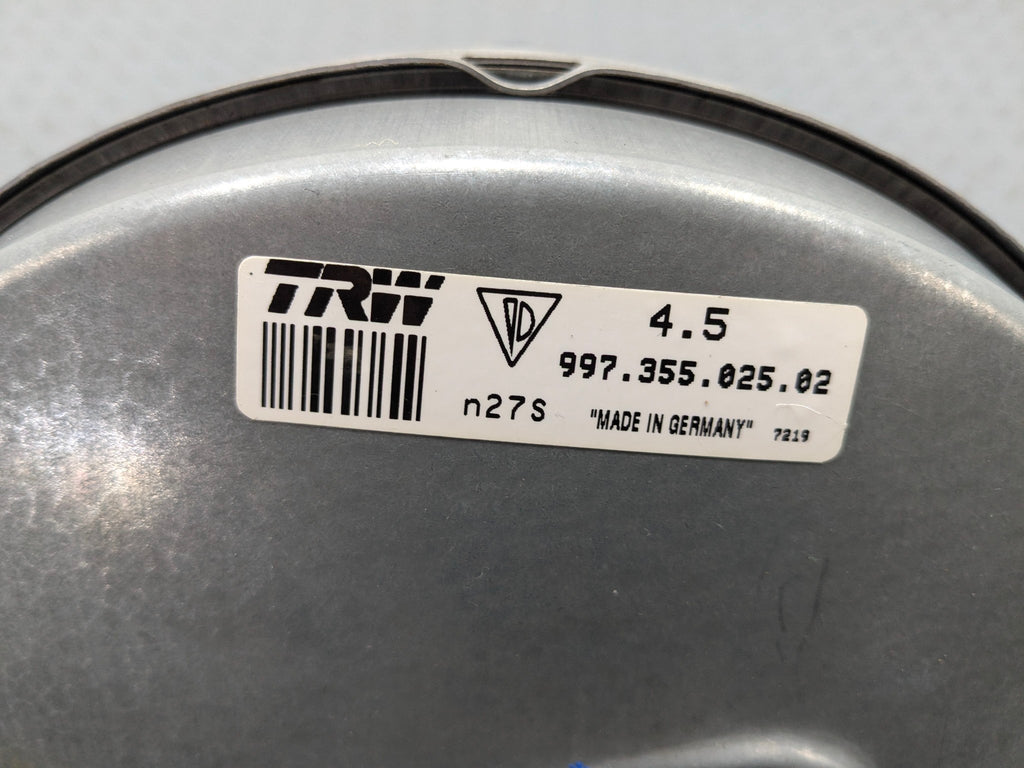 TRW
4.5
997.355.025.02
n27S
"MADE IN GERMANY" 7219